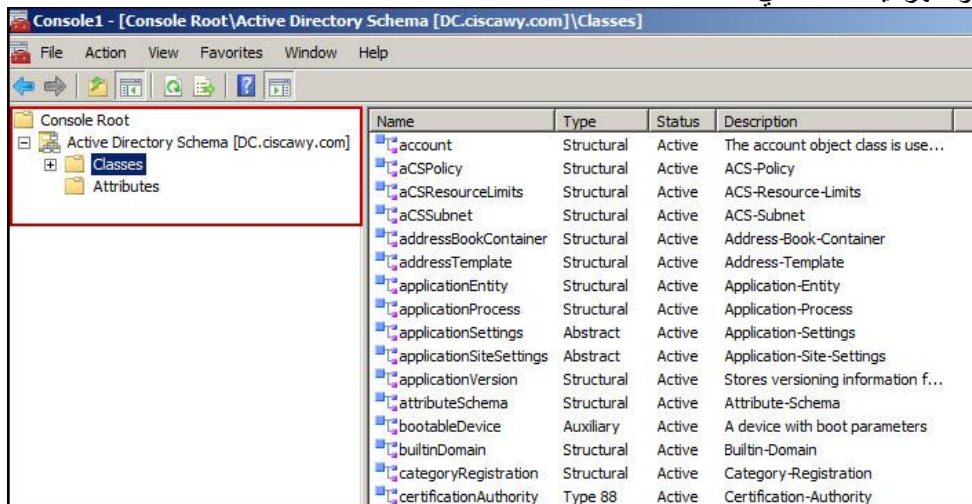 Console1 - [Console Root\Active Directory Schema [DC.ciscawy.com]\Classes]
File Action View Favorites Window Help
Console Root
Active Directory Schema [DC.ciscawy.com]
Classes
Attributes
Name Type Status Description
account Structural Active The account object class is use...
aCSPolicy Structural Active ACS-Policy
aCSResourceLimits Structural Active ACS-Resource-Limits
aCSSubnet Structural Active ACS-Subnet
addressBookContainer Structural Active Address-Book-Container
addressTemplate Structural Active Address-Template
applicationEntity Structural Active Application-Entity
applicationProcess Structural Active Application-Process
applicationSettings Abstract Active Application-Settings
applicationSiteSettings Abstract Active Application-Site-Settings
applicationVersion Structural Active Stores versioning information f...
attributeSchema Structural Active Attribute-Schema
bootableDevice Auxiliary Active A device with boot parameters
builtinDomain Structural Active Builtin-Domain
categoryRegistration Structural Active Category-Registration
certificationAuthority Type 88 Active Certification-Authority